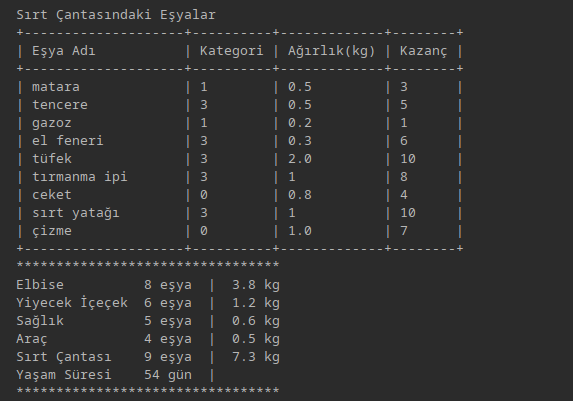 Sırt Çantasındaki Eşyalar
+--------------------+----------+-------------+--------+
| Eşya Adı           | Kategori | Ağırlık(kg) | Kazanç |
+--------------------+----------+-------------+--------+
| matara             | 1        | 0.5         | 3      |
| tencere            | 3        | 0.5         | 5      |
| gazoz              | 1        | 0.2         | 1      |
| el feneri          | 3        | 0.3         | 6      |
| tüfek              | 3        | 2.0         | 10     |
| tırmanma ipi       | 3        | 1           | 8      |
| ceket              | 0        | 0.8         | 4      |
| sırt yatağı        | 3        | 1           | 10     |
| çizme              | 0        | 1.0         | 7      |
+--------------------+----------+-------------+--------+
*********************************
Elbise          8 eşya  |  3.8 kg
Yiyecek İçeçek  6 eşya  |  1.2 kg
Sağlık          5 eşya  |  0.6 kg
Araç            4 eşya  |  0.5 kg
Sırt Çantası    9 eşya  |  7.3 kg
Yaşam Süresi    54 gün  |
*********************************